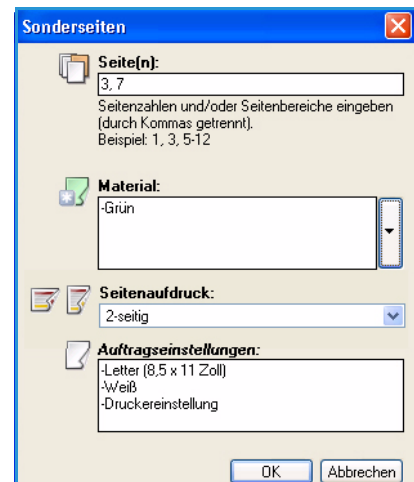 Sonderseiten
Seite(n):
3, 7
Seitenzahlen und/oder Seitenbereiche eingeben
(durch Kommas getrennt).
Beispiel: 1, 3, 5-12
Material:
-Grün
Seitenaufdruck:
2-seitig
Auftragseinstellungen:
-Letter (8,5 x 11 Zoll)
-Weiß
-Druckereinstellung
OK
Abbrechen